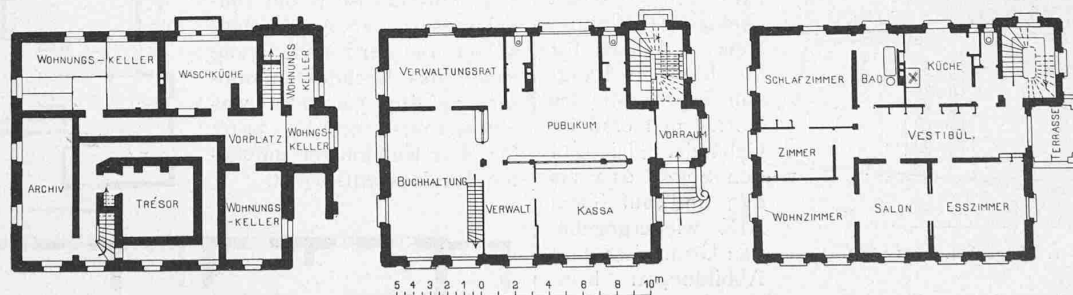 WOHNUNGS-KELLER
WASCHKÜCHE
WOHNUNGS
KELLER
VORPLATZ
WOHNGS-
KELLER
ARCHIV
TRÉSOR
WOHNUNGS
-KELLER
VERWALTUNGSRAT
PUBLIKUM
VORRAUM
BUCHHALTUNG
VERWALT
KASSA
5 4 3 2 1 0 2 4 6 8 10m
SCHLAFZIMMER
BAD
KÜCHE
VESTIBÜL.
TERRASSE
ZIMMER
WOHNZIMMER
SALON
ESSZIMMER